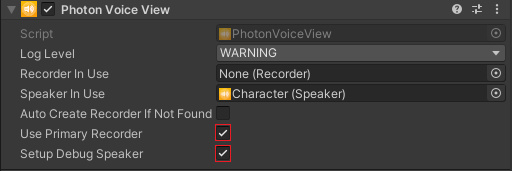 Photon Voice View
Script PhotonVoiceView
Log Level WARNING
Recorder In Use None (Recorder)
Speaker In Use Character (Speaker)
Auto Create Recorder If Not Found
Use Primary Recorder
Setup Debug Speaker